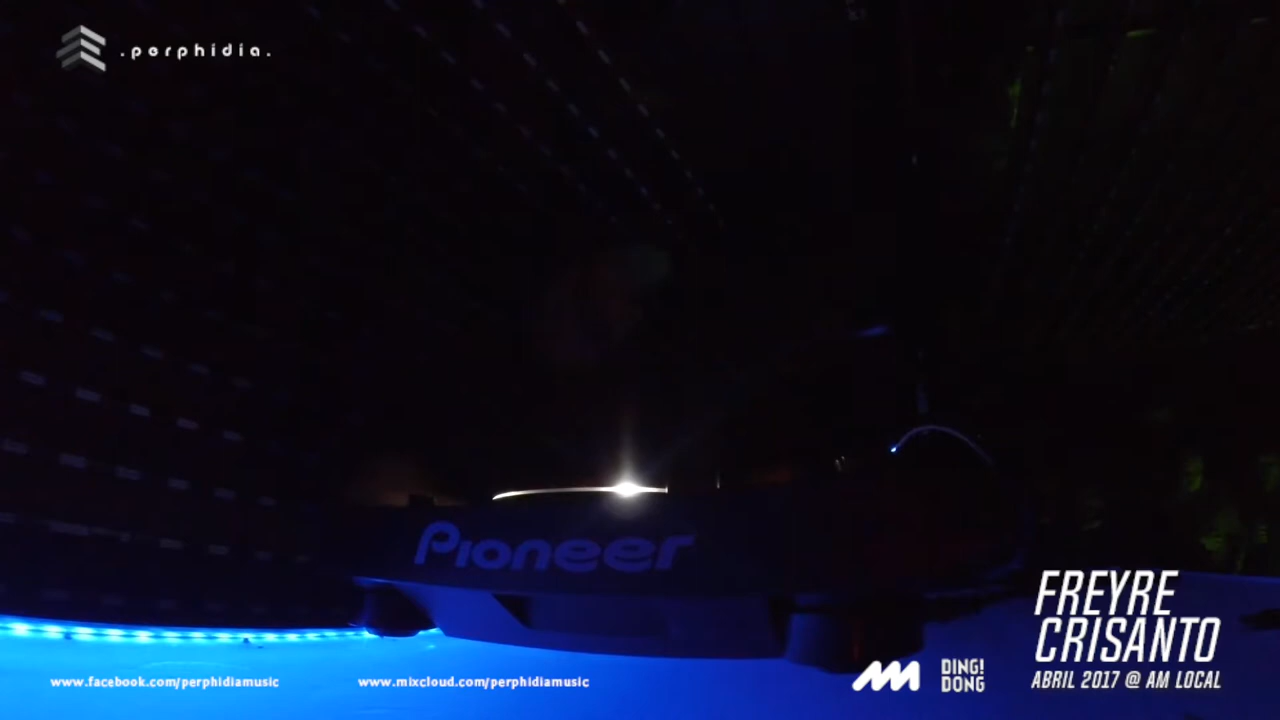 .perphidia.
Pioneer
FREYRE
CRISANTO
ABRIL 2017 @ AM LOCAL
DING!
DONG
www.facebook.com/perphidiamusic
www.mixcloud.com/perphidiamusic